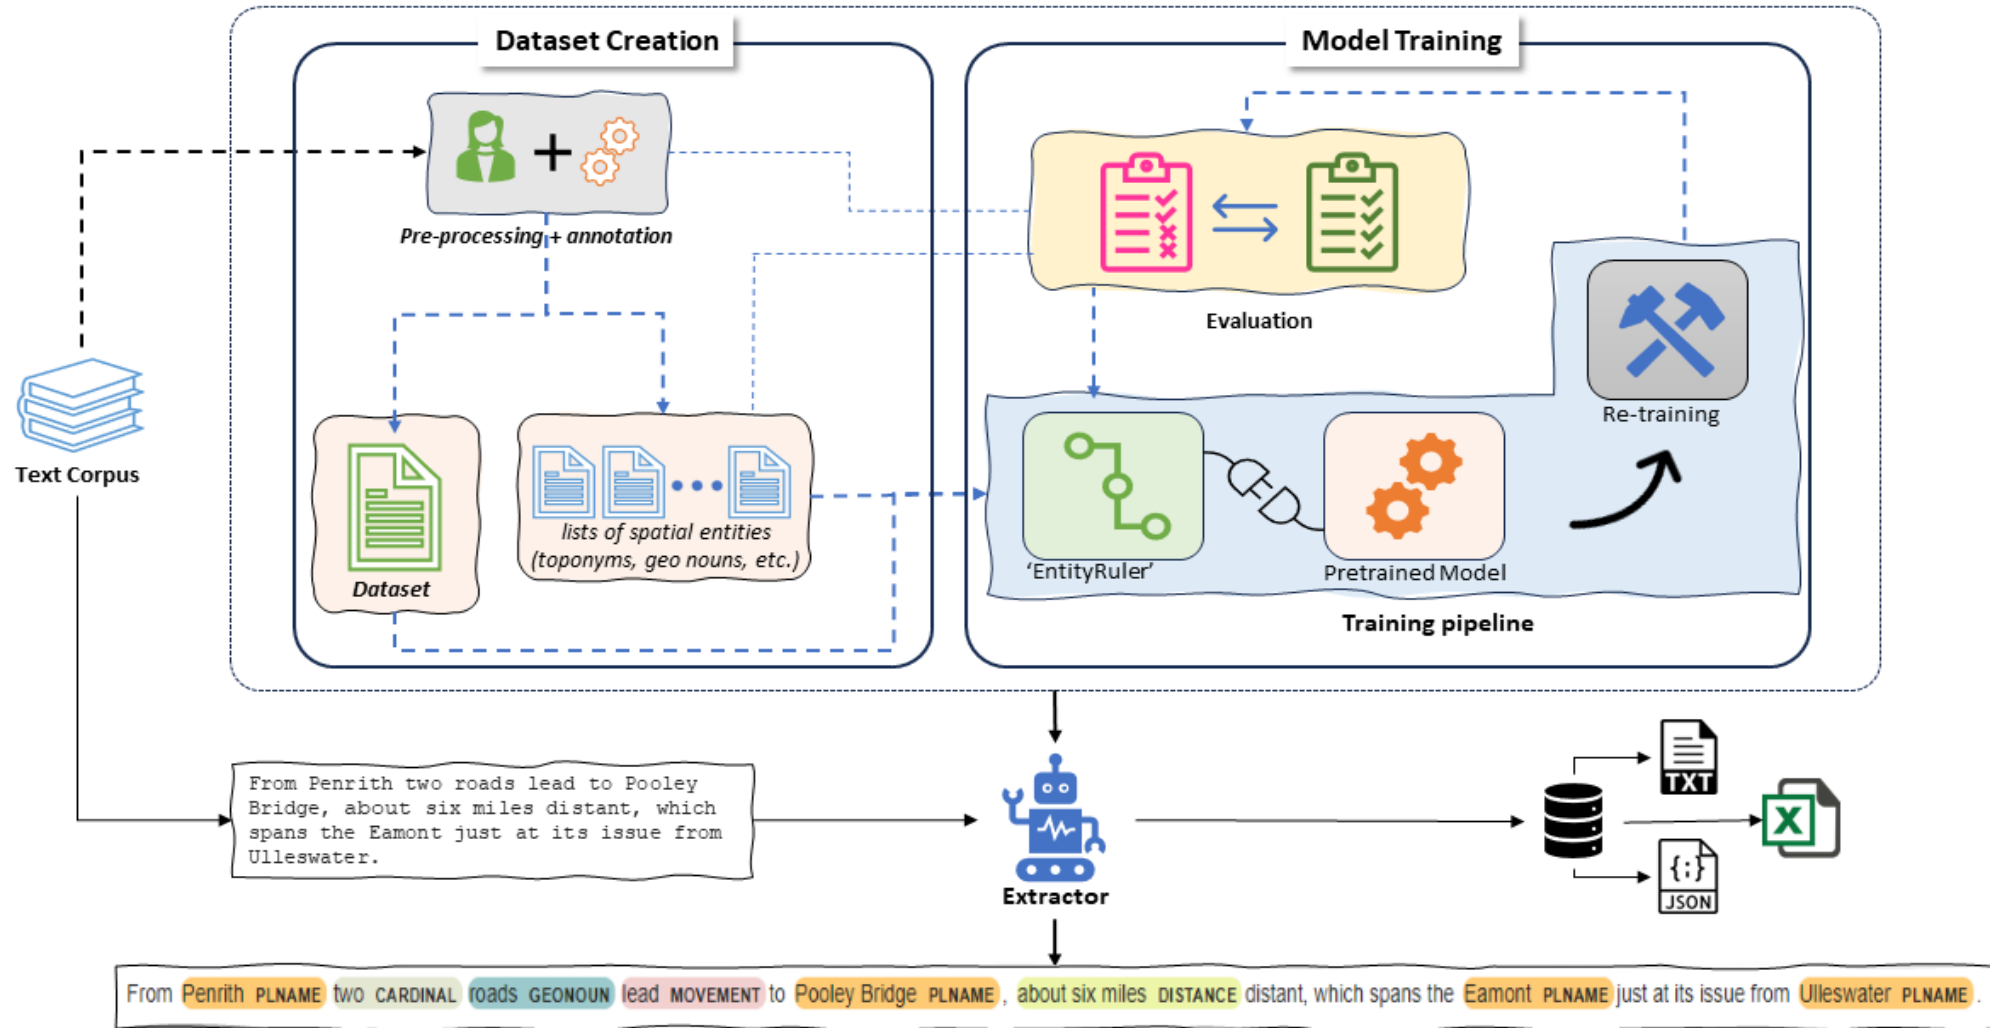 Dataset Creation
Model Training
Pre-processing + annotation
Evaluation
Re-training
Text Corpus
lists of spatial entities
(toponyms, geo nouns, etc.)
Dataset
'EntityRuler'
Pretrained Model
Training pipeline
From Penrith two roads lead to Pooley
Bridge, about six miles distant, which
spans the Eamont just at its issue from
Ulleswater.
TXT
X
{;}
JSON
Extractor
From Penrith PLNAME two CARDINAL roads GEONOUN lead MOVEMENT to Pooley Bridge PLNAME , about six miles DISTANCE distant, which spans the Eamont PLNAME just at its issue from Ulleswater PLNAME .